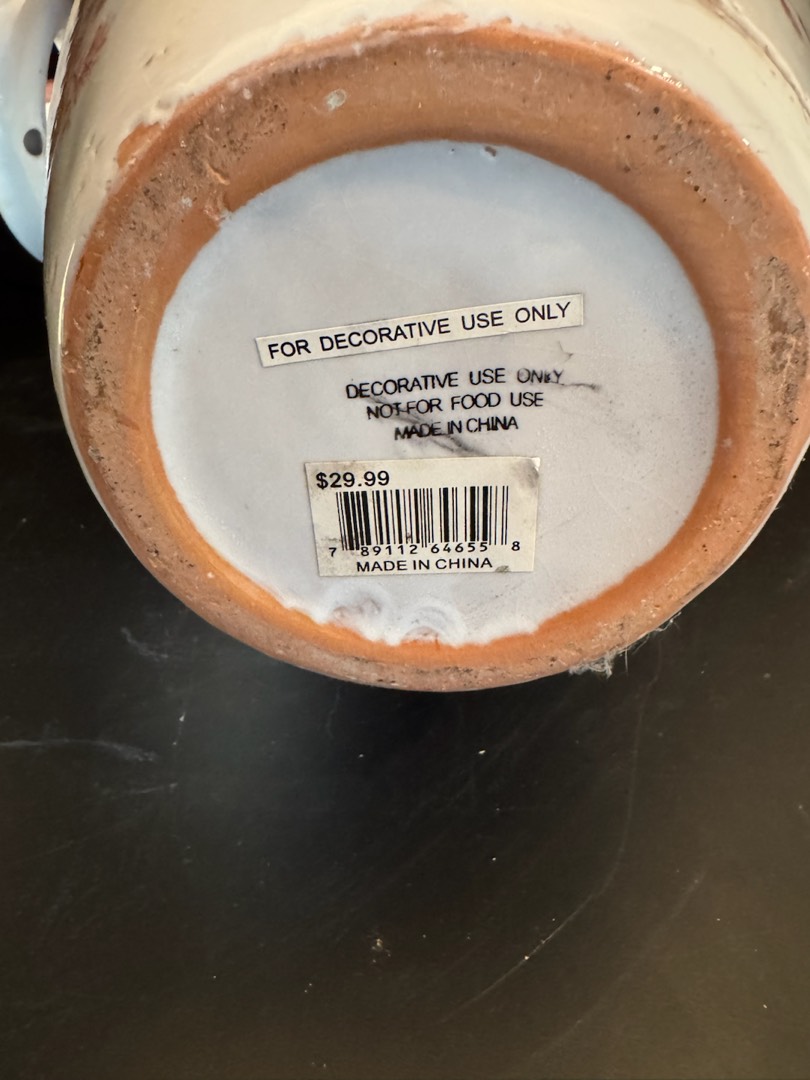 FOR DECORATIVE USE ONLY
DECORATIVE USE ONLY
NOT FOR FOOD USE
MADE IN CHINA
$29.99
7 89112 64655 8
MADE IN CHINA